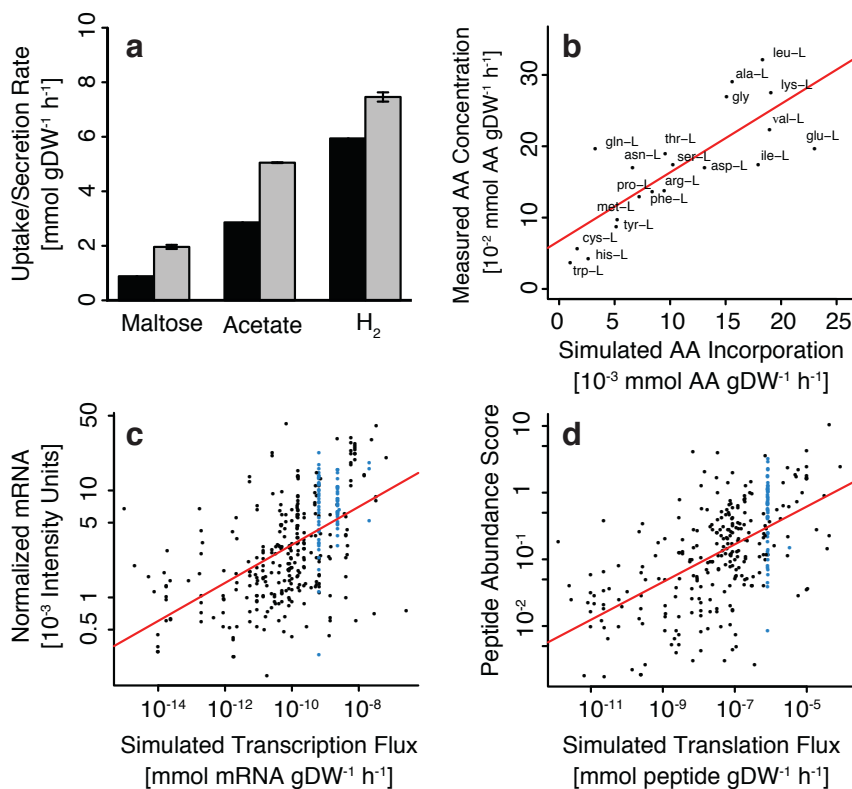 a
Uptake/Secretion Rate
[mmol gDW⁻¹ h⁻¹]
10
8
6
4
2
0
Maltose Acetate H₂
b
Measured AA Concentration
[10⁻² mmol AA gDW⁻¹ h⁻¹]
30
20
10
0
leu−L
ala−L
lys−L
gly
val−L
gln−L
thr−L
glu−L
asn−L
ser−L
asp−L
ile−L
pro−L
arg−L
phe−L
met−L
tyr−L
cys−L
his−L
trp−L
0 5 10 15 20 25
Simulated AA Incorporation
[10⁻³ mmol AA gDW⁻¹ h⁻¹]
c
Normalized mRNA
[10⁻³ Intensity Units]
50
10
5
1
0.5
10⁻¹⁴ 10⁻¹² 10⁻¹⁰ 10⁻⁸
Simulated Transcription Flux
[mmol mRNA gDW⁻¹ h⁻¹]
d
Peptide Abundance Score
10
1
10⁻¹
10⁻²
10⁻¹¹ 10⁻⁹ 10⁻⁷ 10⁻⁵
Simulated Translation Flux
[mmol peptide gDW⁻¹ h⁻¹]